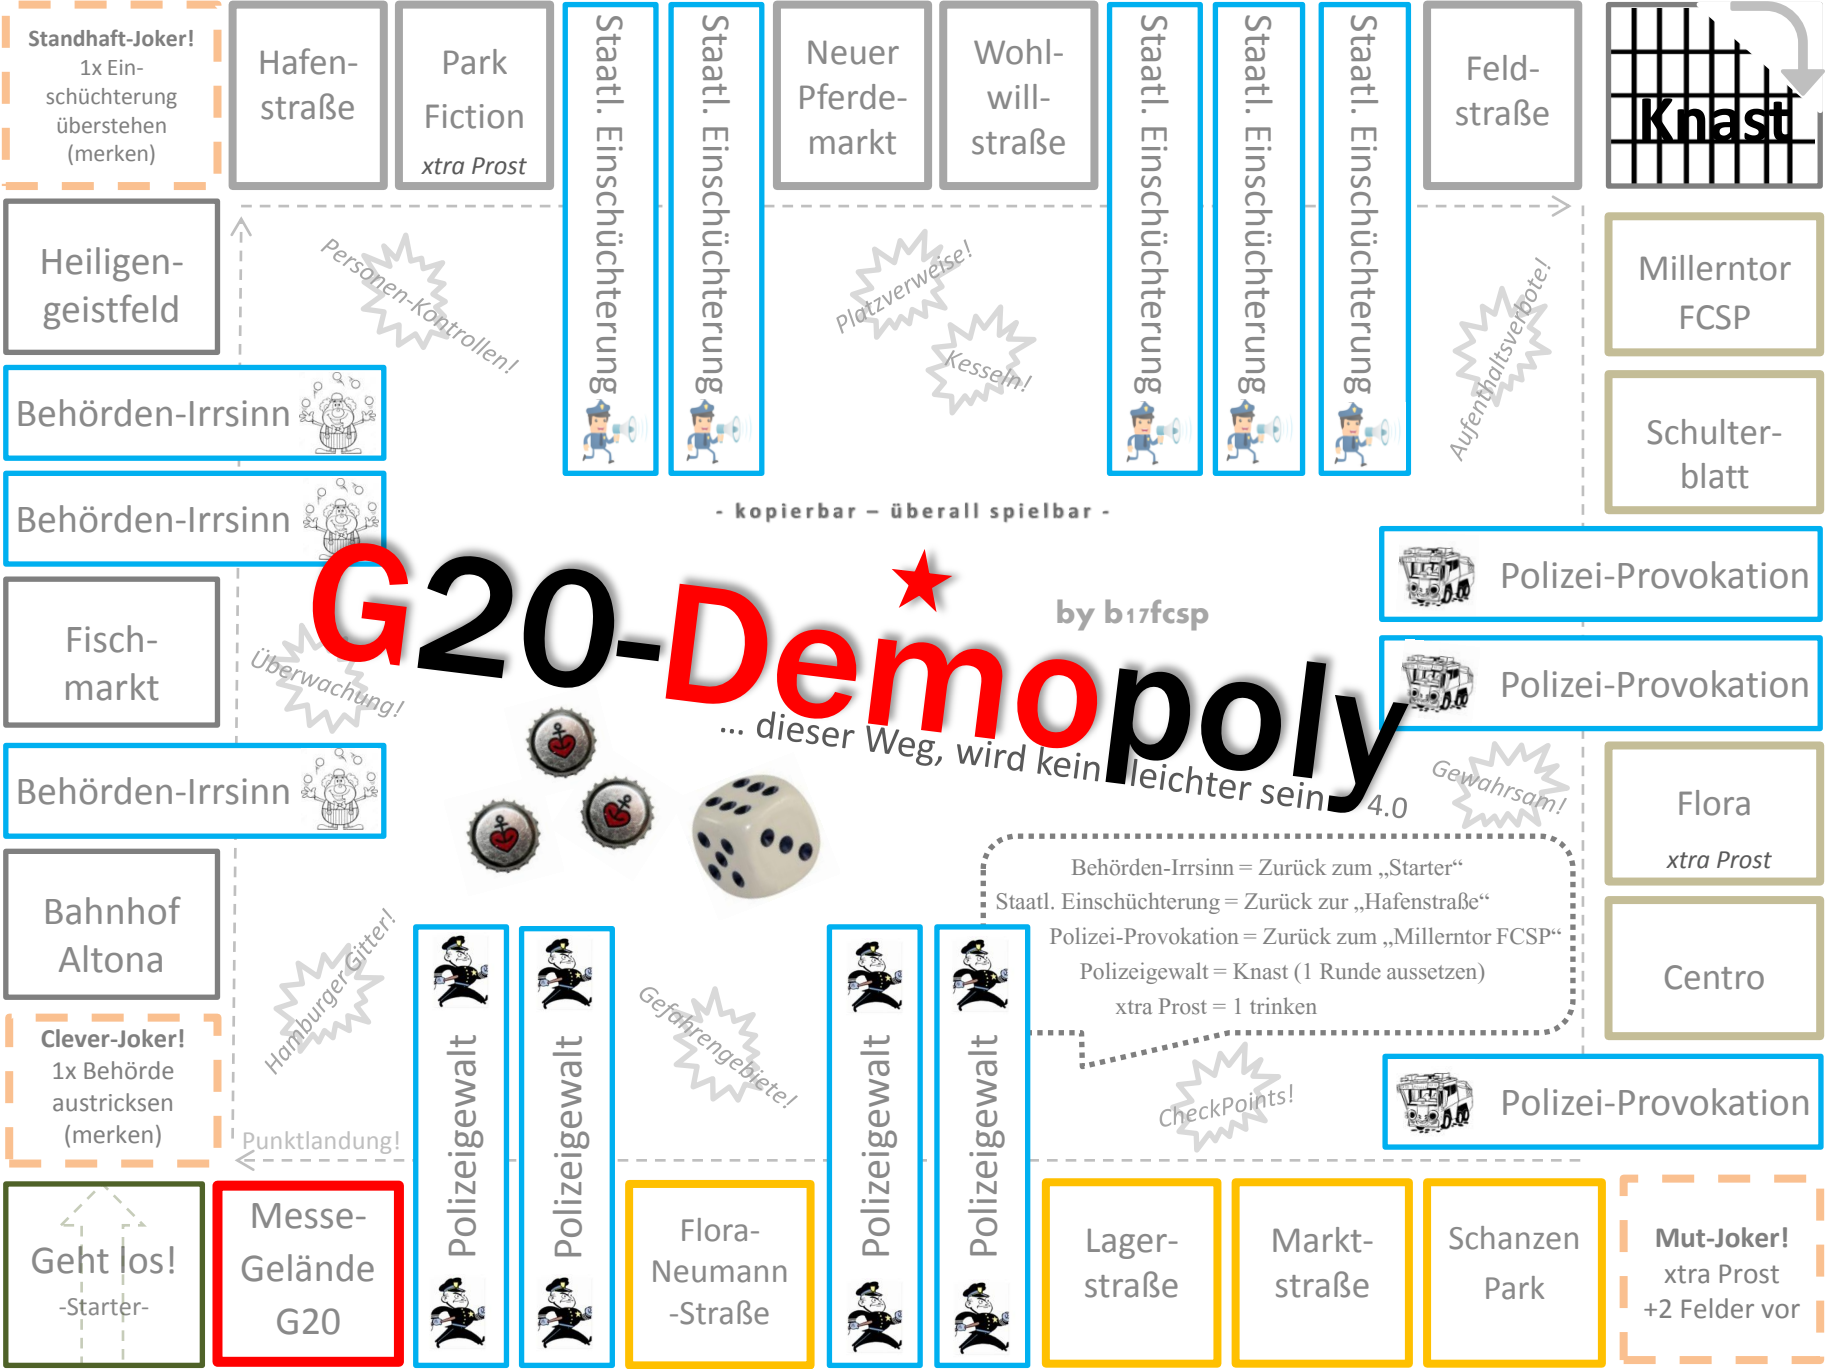 Standhaft-Joker!
1x Ein-
schüchterung
überstehen
(merken)
Hafen-
straße
Park
Fiction
xtra Prost
Staatl. Einschüchterung
Staatl. Einschüchterung
Neuer
Pferde-
markt
Wohl-
will-
straße
Staatl. Einschüchterung
Staatl. Einschüchterung
Staatl. Einschüchterung
Feld-
straße
Knast
Heiligen-
geistfeld
Personen-Kontrollen!
Platzverweise!
Kesseln!
Aufenthaltsverbote!
Millerntor
FCSP
Behörden-Irrsinn
Schulter-
blatt
Behörden-Irrsinn
- kopierbar – überall spielbar -
Polizei-Provokation
G20-Demopoly
by b17fcsp
Fisch-
markt
Überwachung!
Polizei-Provokation
... dieser Weg, wird kein leichter sein 4.0
Behörden-Irrsinn
Gewahrsam!
Flora
xtra Prost
Behörden-Irrsinn = Zurück zum „Starter“
Staatl. Einschüchterung = Zurück zur „Hafenstraße“
Polizei-Provokation = Zurück zum „Millerntor FCSP“
Polizeigewalt = Knast (1 Runde aussetzen)
xtra Prost = 1 trinken
Bahnhof
Altona
Hamburger Gitter!
Gefahrengebiete!
Centro
Clever-Joker!
1x Behörde
austricksen
(merken)
CheckPoints!
Polizei-Provokation
Punktlandung!
Geht los!
-Starter-
Messe-
Gelände
G20
Polizeigewalt
Polizeigewalt
Flora-
Neumann
-Straße
Polizeigewalt
Polizeigewalt
Lager-
straße
Markt-
straße
Schanzen
Park
Mut-Joker!
xtra Prost
+2 Felder vor